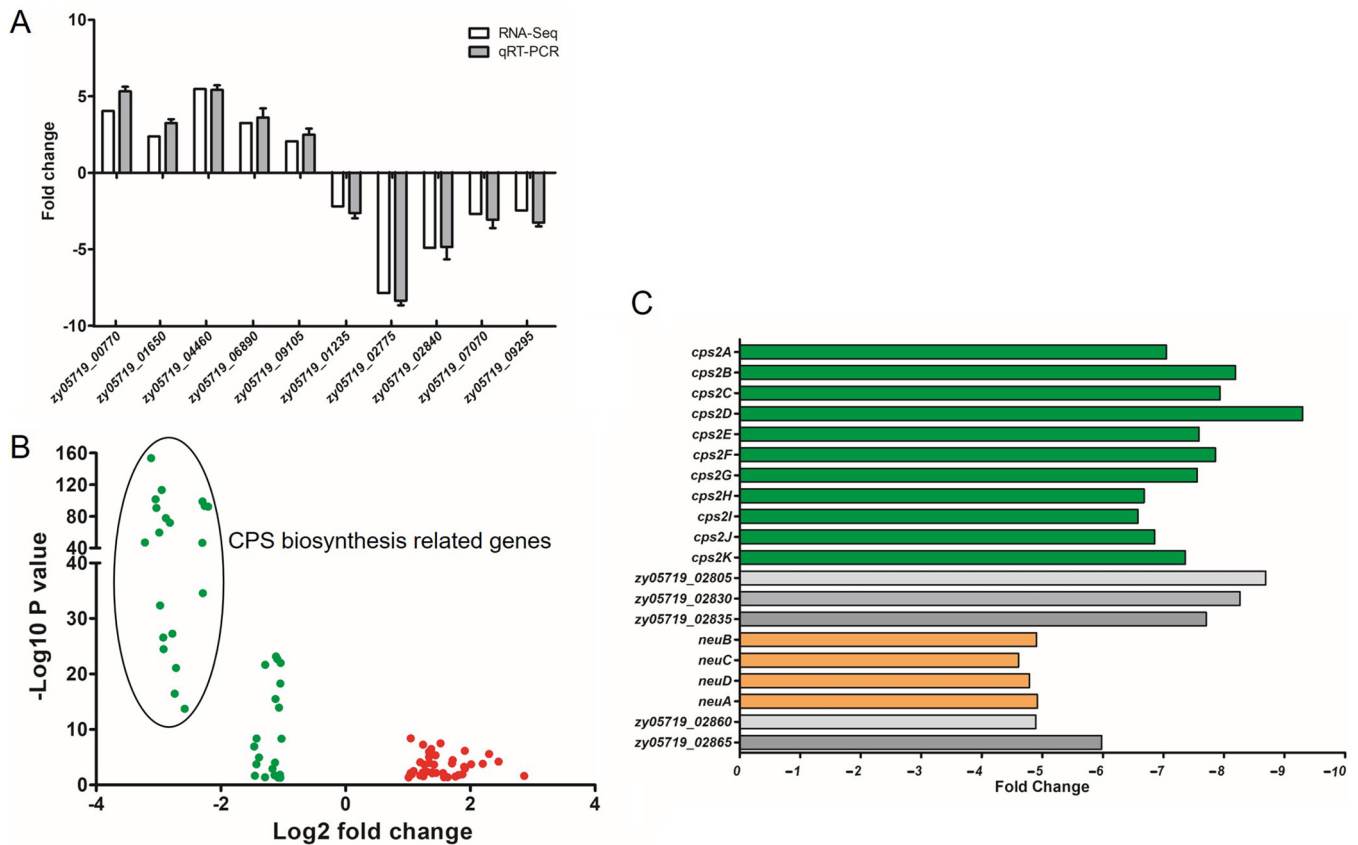 A
10
5
0
-5
-10
Fold change
RNA-Seq
qRT-PCR
zy05719_00770
zy05719_01650
zy05719_04460
zy05719_06890
zy05719_09105
zy05719_01235
zy05719_02775
zy05719_02840
zy05719_07070
zy05719_09295
B
160
120
80
40
40
30
20
10
0
-Log10 P value
CPS biosynthesis related genes
-4
-2
0
2
4
Log2 fold change
C
cps2A
cps2B
cps2C
cps2D
cps2E
cps2F
cps2G
cps2H
cps2I
cps2J
cps2K
zy05719_02805
zy05719_02830
zy05719_02835
neuB
neuC
neuD
neuA
zy05719_02860
zy05719_02865
0
−1
−2
−3
−4
−5
−6
−7
−8
−9
−10
Fold Change